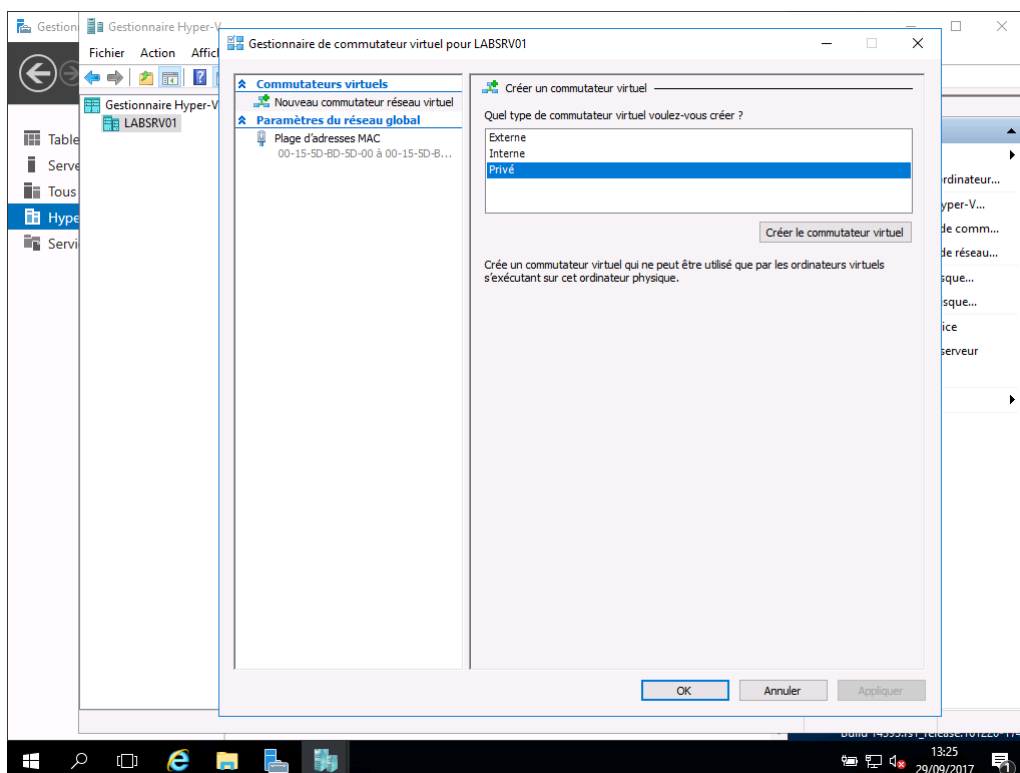 Gestion
Gestionnaire Hyper-V
Fichier Action Affic
Gestionnaire Hyper-V
LABSRV01
Table
Serve
Tous
Hype
Servi
Gestionnaire de commutateur virtuel pour LABSRV01
Commutateurs virtuels
Nouveau commutateur réseau virtuel
Paramètres du réseau global
Plage d'adresses MAC
00-15-5D-BD-5D-00 à 00-15-5D-B...
Créer un commutateur virtuel
Quel type de commutateur virtuel voulez-vous créer ?
Externe
Interne
Privé
Créer le commutateur virtuel
Crée un commutateur virtuel qui ne peut être utilisé que par les ordinateurs virtuels
s'exécutant sur cet ordinateur physique.
OK Annuler Appliquer
rdinateur...
yper-V...
de comm...
de réseau...
sque...
isque...
ice
serveur
13:25
29/09/2017
1